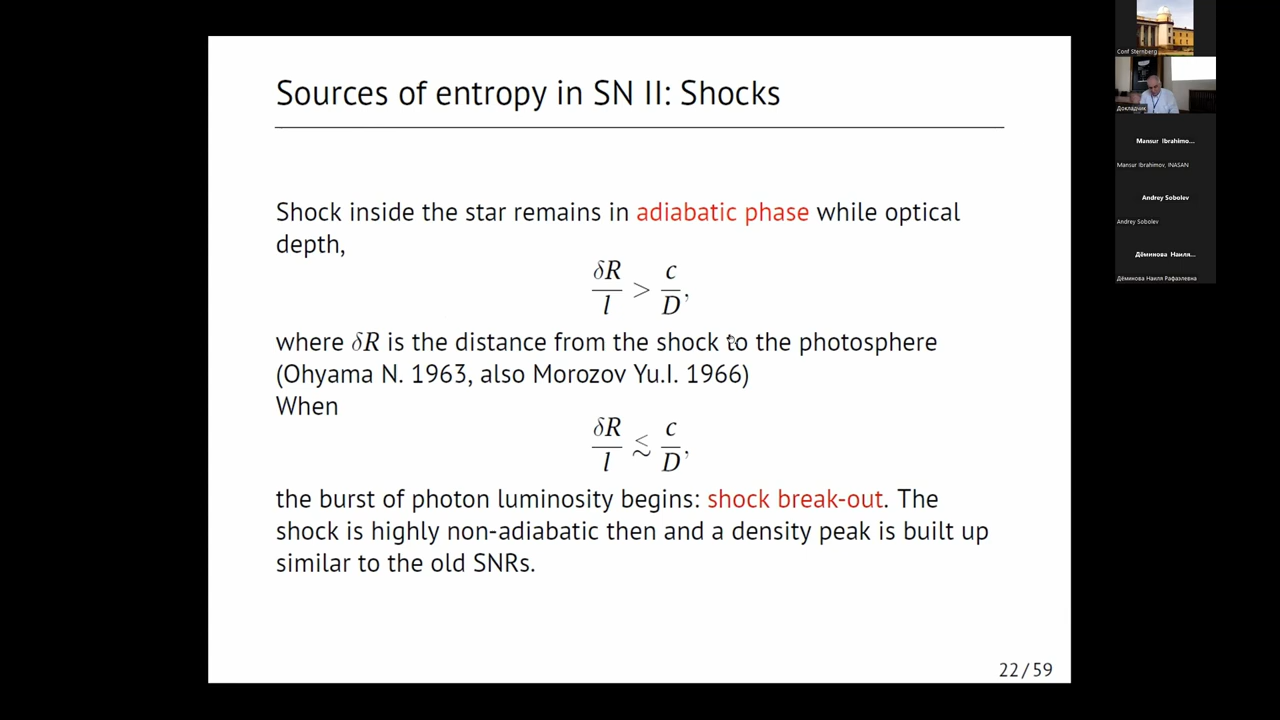 Sources of entropy in SN II: Shocks
Shock inside the star remains in adiabatic phase while optical
depth,
δR/l > c/D,
where δR is the distance from the shock to the photosphere
(Ohyama N. 1963, also Morozov Yu.I. 1966)
When
δR/l ≲ c/D,
the burst of photon luminosity begins: shock break-out. The
shock is highly non-adiabatic then and a density peak is built up
similar to the old SNRs.
22/59
Conf Sternberg
Докладчик
Mansur Ibrahimo...
Mansur Ibrahimov, INASAN
Andrey Sobolev
Andrey Sobolev
Дёминова Наиля...
Дёминова Наиля Рафаэлевна